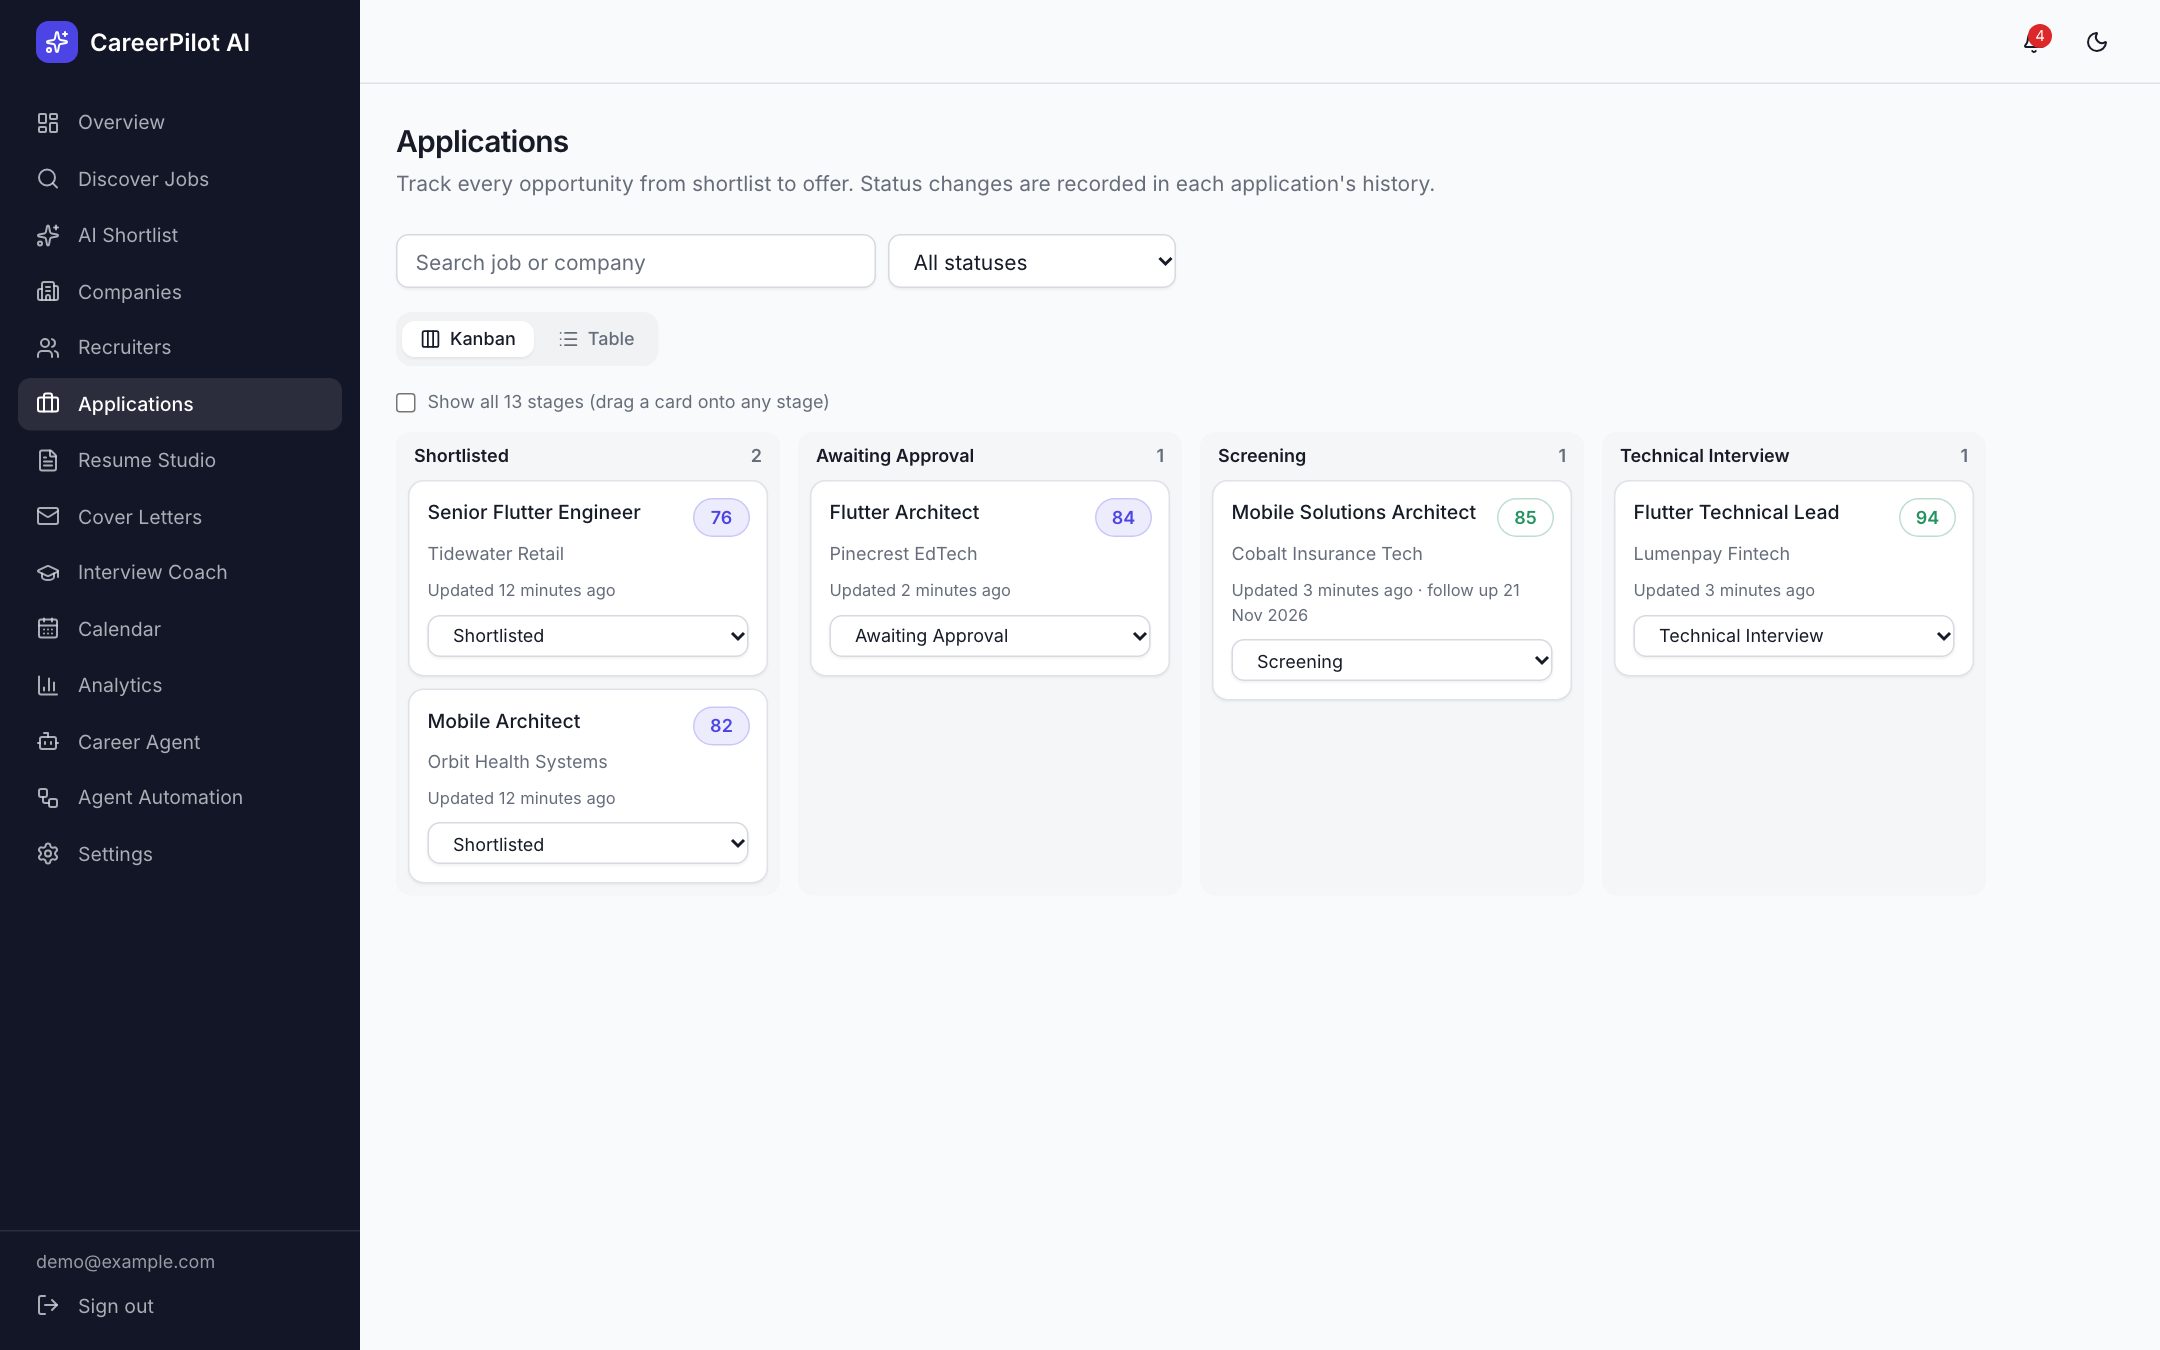 CareerPilot AI
Overview
Discover Jobs
AI Shortlist
Companies
Recruiters
Applications
Resume Studio
Cover Letters
Interview Coach
Calendar
Analytics
Career Agent
Agent Automation
Settings
demo@example.com
Sign out
4
Applications
Track every opportunity from shortlist to offer. Status changes are recorded in each application's history.
Search job or company
All statuses
Kanban
Table
Show all 13 stages (drag a card onto any stage)
Shortlisted 2
Senior Flutter Engineer 76
Tidewater Retail
Updated 12 minutes ago
Shortlisted
Mobile Architect 82
Orbit Health Systems
Updated 12 minutes ago
Shortlisted
Awaiting Approval 1
Flutter Architect 84
Pinecrest EdTech
Updated 2 minutes ago
Awaiting Approval
Screening 1
Mobile Solutions Architect 85
Cobalt Insurance Tech
Updated 3 minutes ago · follow up 21
Nov 2026
Screening
Technical Interview 1
Flutter Technical Lead 94
Lumenpay Fintech
Updated 3 minutes ago
Technical Interview